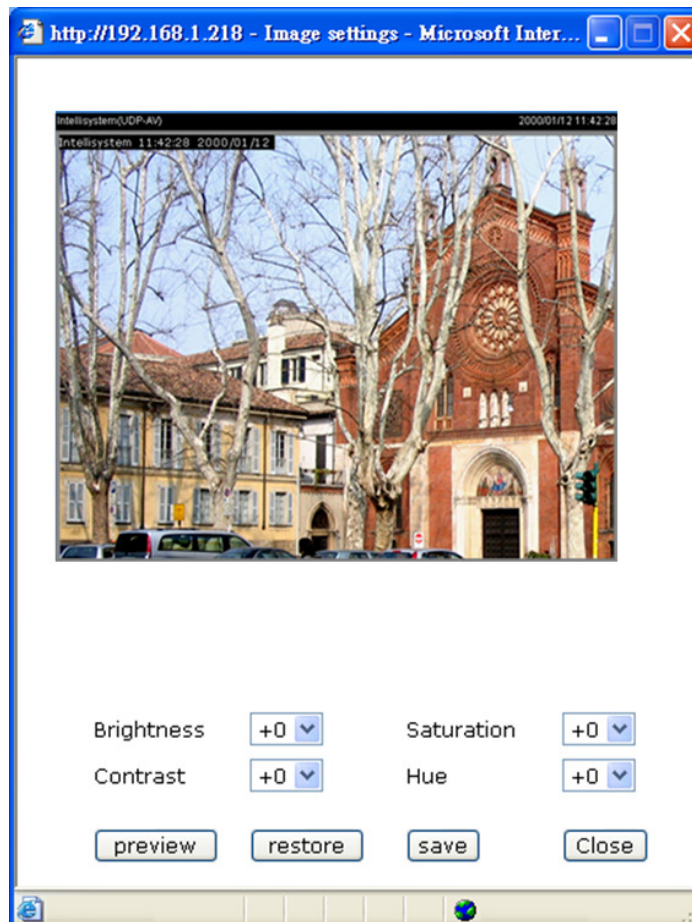 http://192.168.1.218 - Image settings - Microsoft Inter...
Intellisystem(UDP-AV) 2000/01/12 11:42:28
Intellisystem 11:42:28 2000/01/12
Brightness +0 Saturation +0
Contrast +0 Hue +0
preview restore save Close